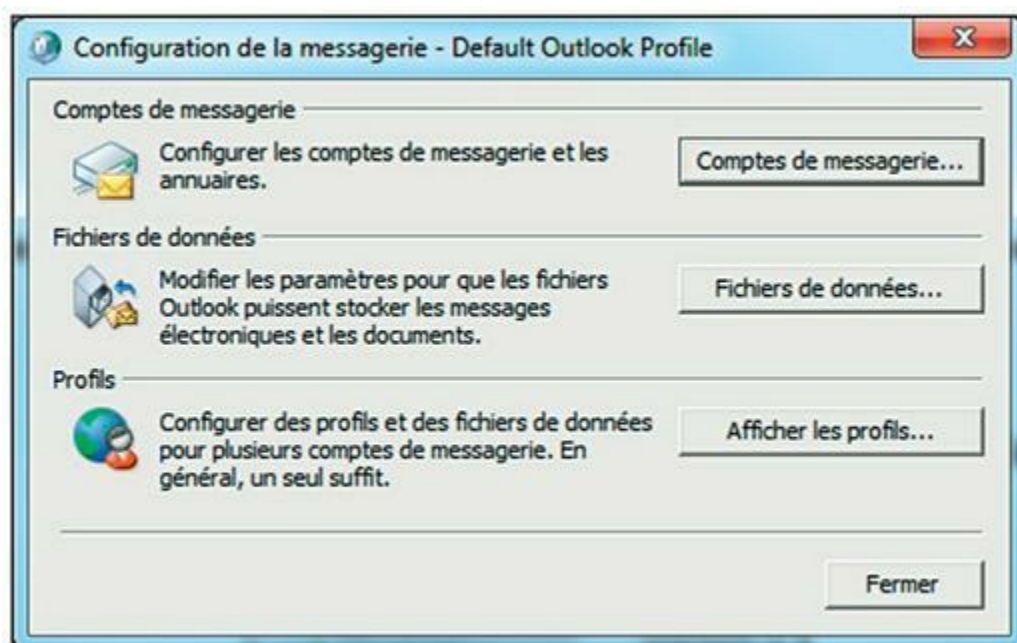 Configuration de la messagerie - Default Outlook Profile
Comptes de messagerie
Configurer les comptes de messagerie et les
annuaires.
Comptes de messagerie...
Fichiers de données
Modifier les paramètres pour que les fichiers
Outlook puissent stocker les messages
électroniques et les documents.
Fichiers de données...
Profils
Configurer des profils et des fichiers de données
pour plusieurs comptes de messagerie. En
général, un seul suffit.
Afficher les profils...
Fermer